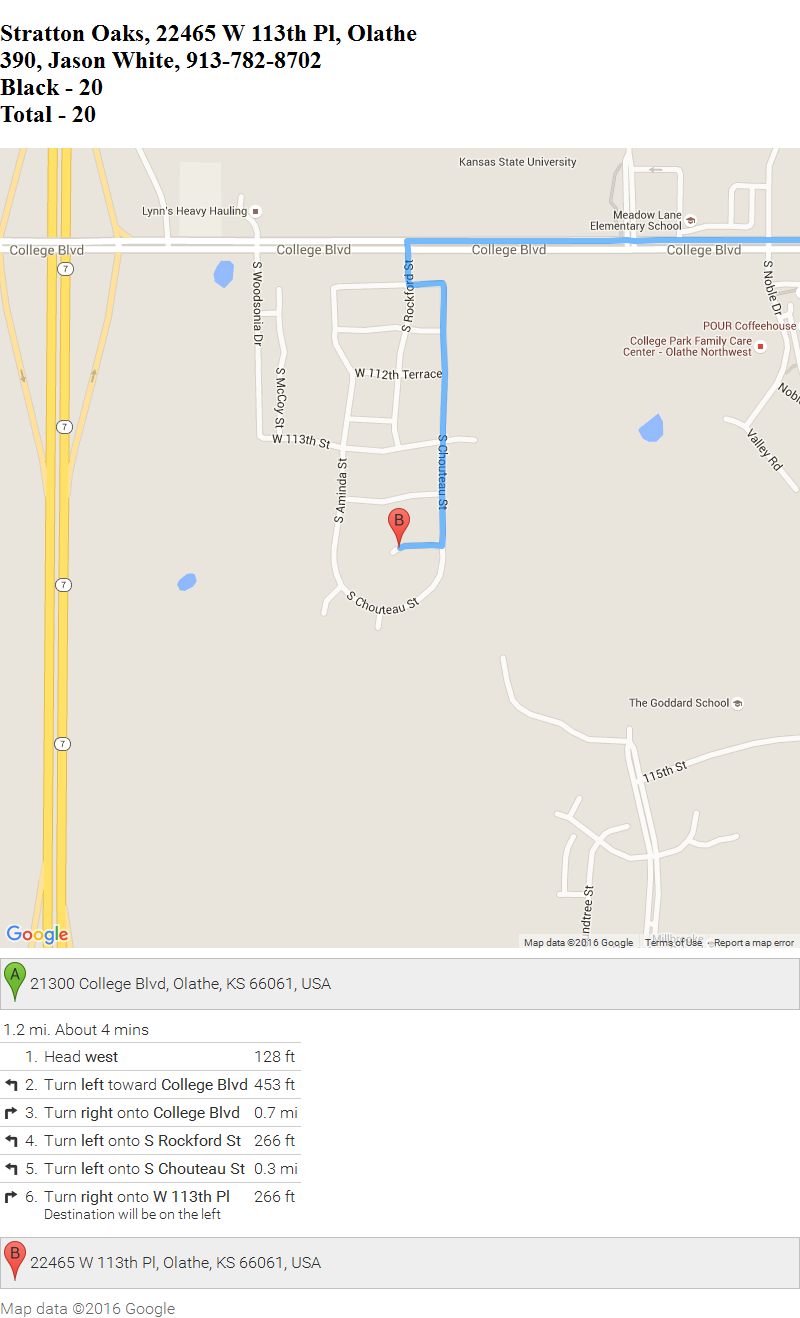 Stratton Oaks, 22465 W 113th Pl, Olathe
390, Jason White, 913-782-8702
Black - 20
Total - 20
Kansas State University
Lynn's Heavy Hauling
Meadow Lane
Elementary School
College Blvd
College Blvd
College Blvd
College Blvd
7
S Woodsonia Dr
S Rockford St
S Noble Dr
POUR Coffeehouse
College Park Family Care
Center - Olathe Northwest
S McCoy St
W 112th Terrace
Nobl
7
W 113th St
Valley Rd
S Aminda St
S Chouteau St
B
7
S Chouteau St
The Goddard School
7
115th St
ndtree St
Google
Map data ©2016 Google
Terms of Use
Report a map error
A
21300 College Blvd, Olathe, KS 66061, USA
1.2 mi. About 4 mins
1. Head west 128 ft
2. Turn left toward College Blvd 453 ft
3. Turn right onto College Blvd 0.7 mi
4. Turn left onto S Rockford St 266 ft
5. Turn left onto S Chouteau St 0.3 mi
6. Turn right onto W 113th Pl 266 ft
Destination will be on the left
B
22465 W 113th Pl, Olathe, KS 66061, USA
Map data ©2016 Google